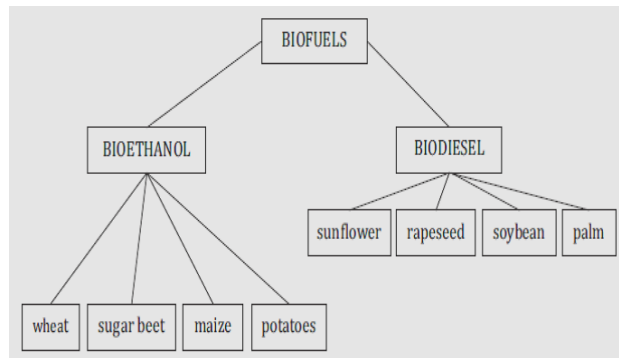 BIOFUELS
BIOETHANOL
BIODIESEL
sunflower
rapeseed
soybean
palm
wheat
sugar beet
maize
potatoes